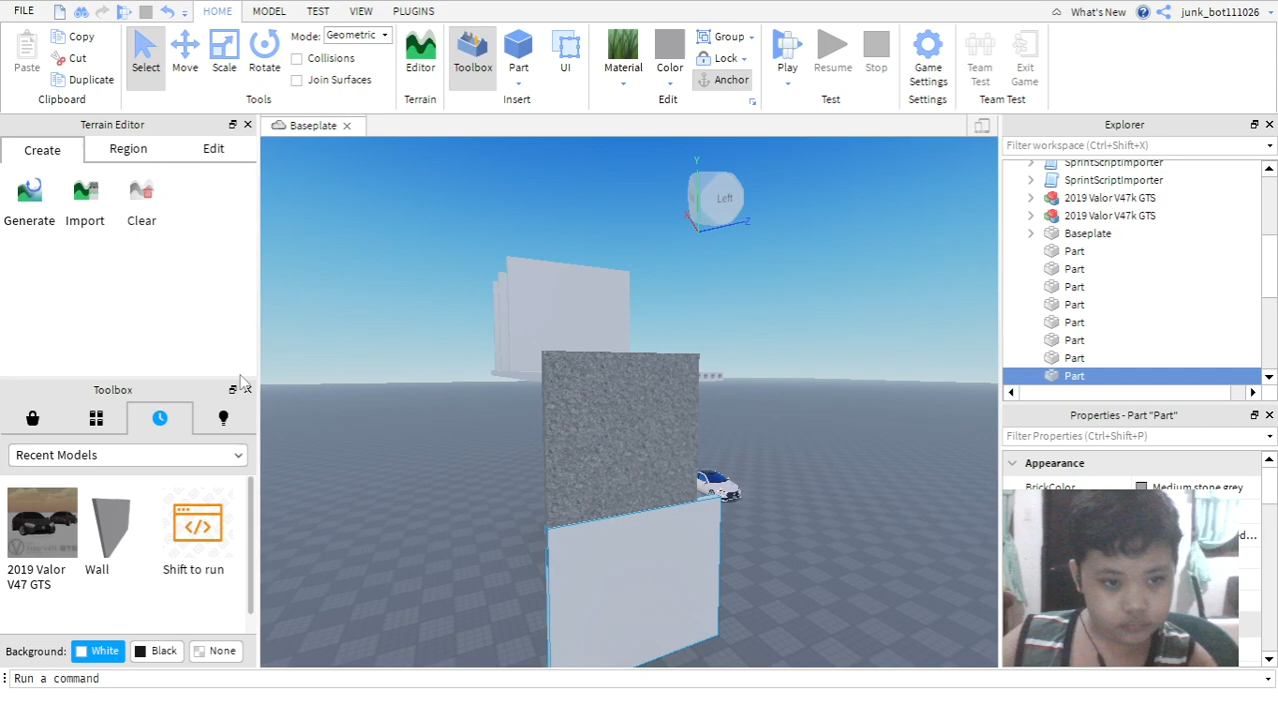 FILE HOME MODEL TEST VIEW PLUGINS What's New junk_bot111026
Paste Copy Cut Duplicate Clipboard
Select Move Scale Rotate Mode: Geometric Collisions Join Surfaces Tools
Editor Terrain
Toolbox Part UI Insert
Material Color Group Lock Anchor Edit
Play Resume Stop Test
Game Settings Settings
Team Test Exit Game Team Test
Terrain Editor
Create Region Edit
Generate Import Clear
Toolbox
Recent Models
2019 Valor V47 GTS
Wall
Shift to run
Background: White Black None
Run a command
Baseplate
Y
Left
X
Z
Explorer
Filter workspace (Ctrl+Shift+X)
SprintScriptImporter
SprintScriptImporter
2019 Valor V47k GTS
2019 Valor V47k GTS
Baseplate
Part
Part
Part
Part
Part
Part
Part
Part
Properties - Part "Part"
Filter Properties (Ctrl+Shift+P)
Appearance
BrickColor Medium stone grey
d...